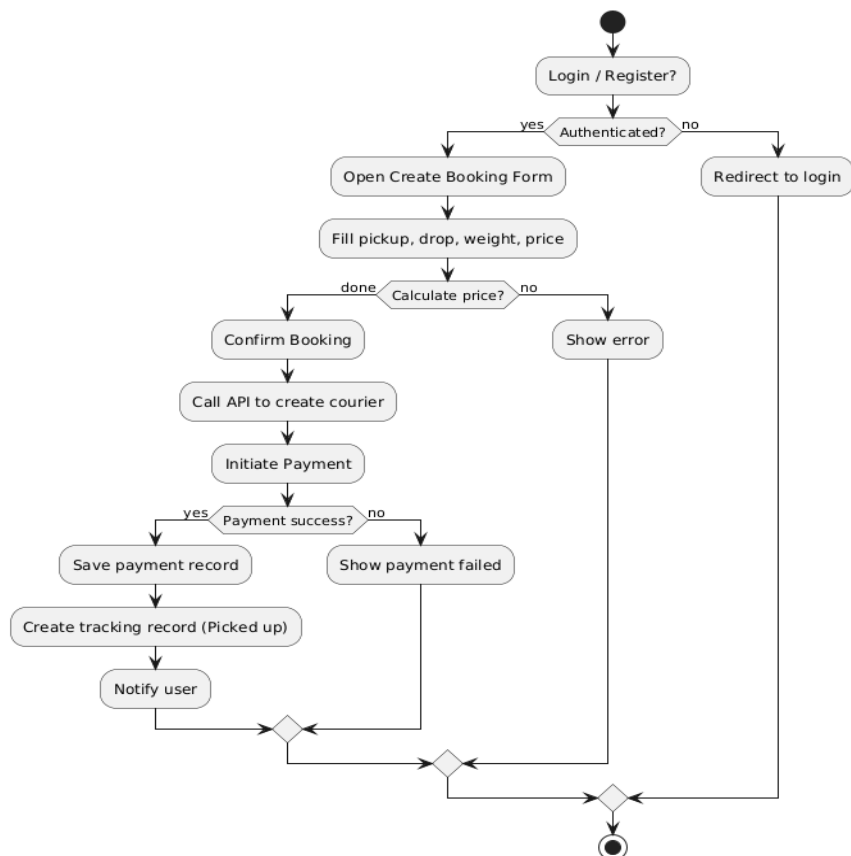 Login / Register?
yes
Authenticated?
no
Open Create Booking Form
Redirect to login
Fill pickup, drop, weight, price
done
Calculate price?
no
Confirm Booking
Show error
Call API to create courier
Initiate Payment
yes
Payment success?
no
Save payment record
Show payment failed
Create tracking record (Picked up)
Notify user